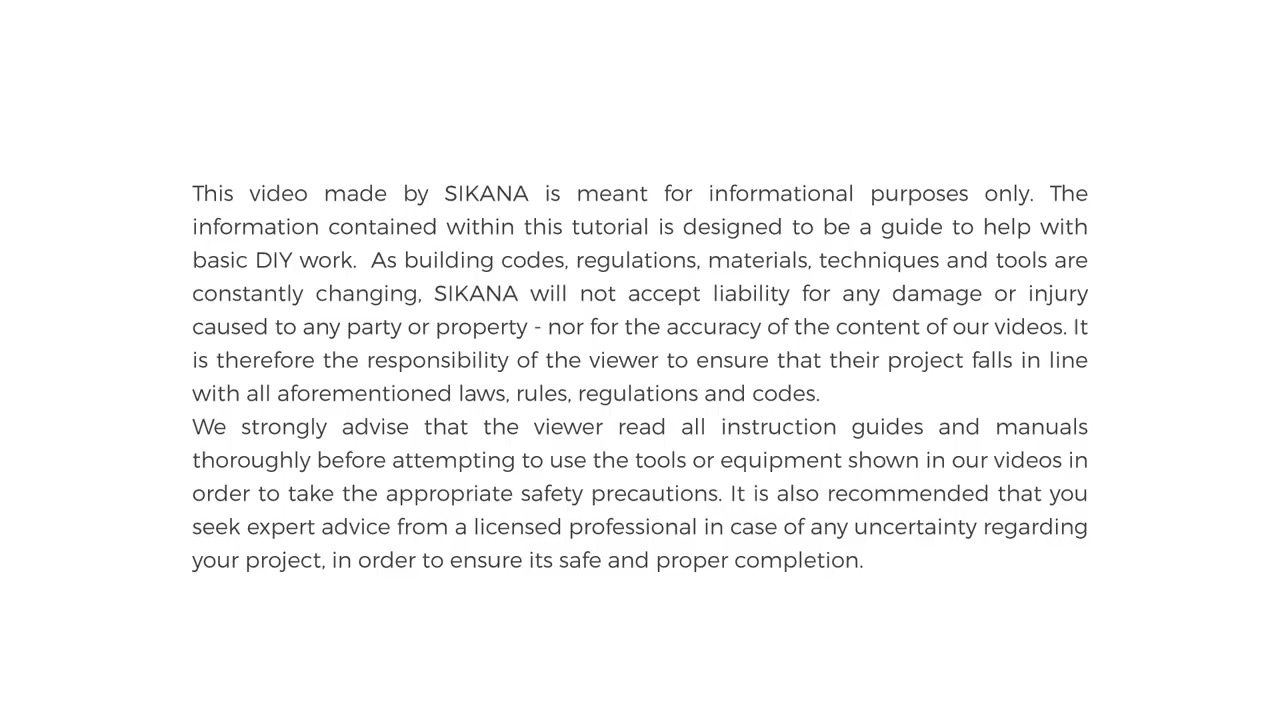 This video made by SIKANA is meant for informational purposes only. The
information contained within this tutorial is designed to be a guide to help with
basic DIY work.  As building codes, regulations, materials, techniques and tools are
constantly changing, SIKANA will not accept liability for any damage or injury
caused to any party or property - nor for the accuracy of the content of our videos. It
is therefore the responsibility of the viewer to ensure that their project falls in line
with all aforementioned laws, rules, regulations and codes.
We strongly advise that the viewer read all instruction guides and manuals
thoroughly before attempting to use the tools or equipment shown in our videos in
order to take the appropriate safety precautions. It is also recommended that you
seek expert advice from a licensed professional in case of any uncertainty regarding
your project, in order to ensure its safe and proper completion.